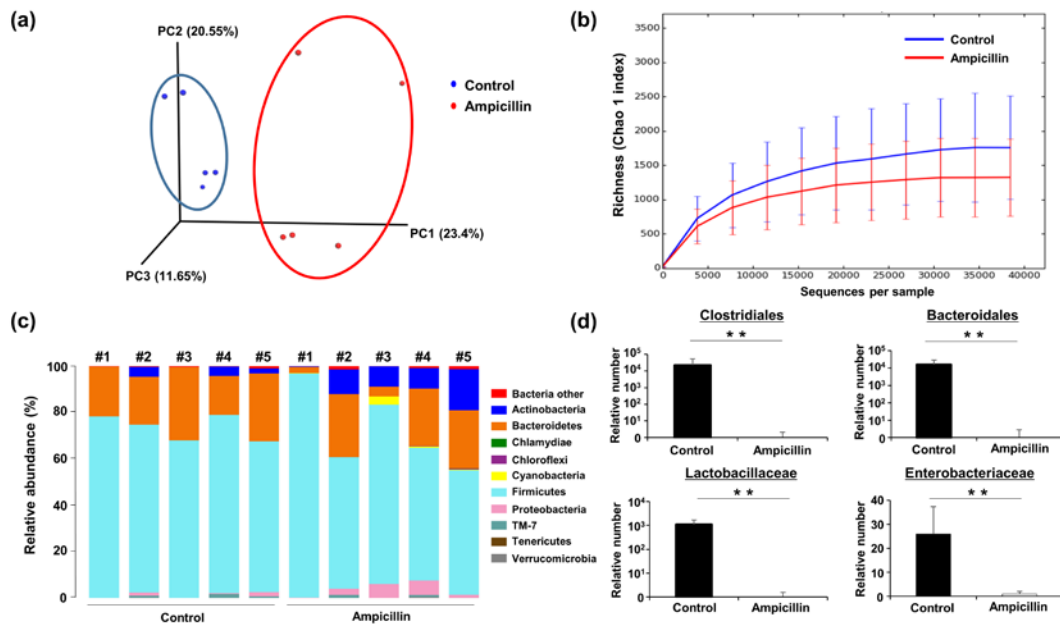 (a)
PC2 (20.55%)
Control
Ampicillin
PC1 (23.4%)
PC3 (11.65%)
(b)
Richness (Chao 1 index)
3500
3000
2500
2000
1500
1000
500
0
Control
Ampicillin
0 5000 10000 15000 20000 25000 30000 35000 40000
Sequences per sample
(c)
Relative abundance (%)
100
80
60
40
20
0
#1 #2 #3 #4 #5 #1 #2 #3 #4 #5
Control Ampicillin
Bacteria other
Actinobacteria
Bacteroidetes
Chlamydiae
Chloroflexi
Cyanobacteria
Firmicutes
Proteobacteria
TM-7
Tenericutes
Verrucomicrobia
(d)
Clostridiales
**
Relative number
10⁵
10⁴
10³
10²
10¹
0
Control Ampicillin
Bacteroidales
**
Relative number
10⁵
10⁴
10³
10²
10¹
0
Control Ampicillin
Lactobacillaceae
**
Relative number
10⁴
10³
10²
10¹
0
Control Ampicillin
Enterobacteriaceae
**
Relative number
40
30
20
10
0
Control Ampicillin